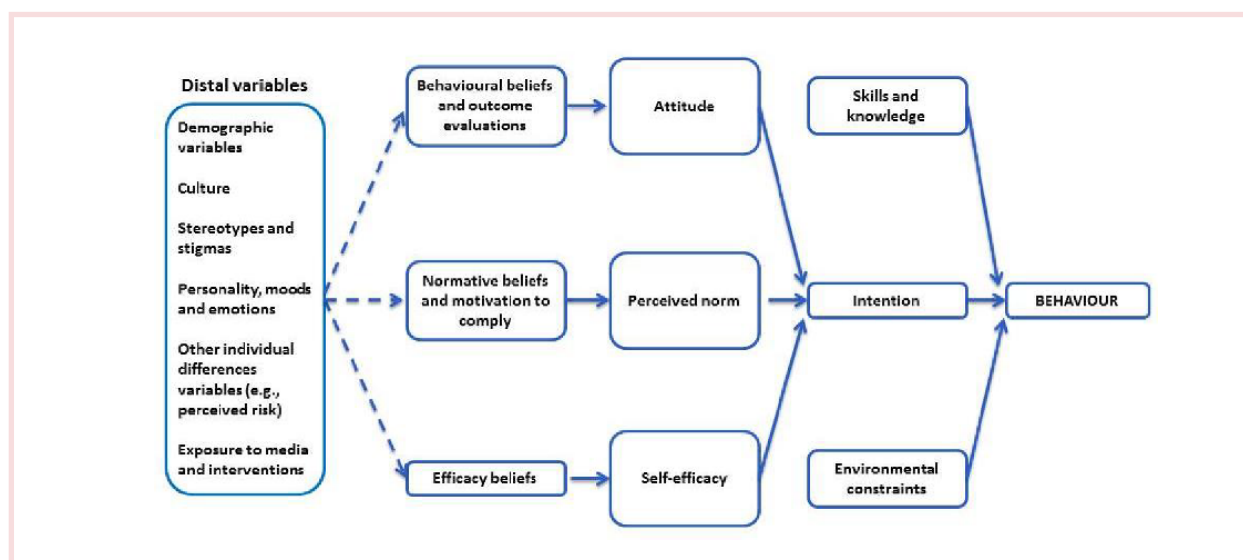 Distal variables
Demographic
variables
Culture
Stereotypes and
stigmas
Personality, moods
and emotions
Other individual
differences
variables (e.g.,
perceived risk)
Exposure to media
and interventions
Behavioural beliefs
and outcome
evaluations
Normative beliefs
and motivation to
comply
Efficacy beliefs
Attitude
Perceived norm
Self-efficacy
Skills and
knowledge
Intention
Environmental
constraints
BEHAVIOUR